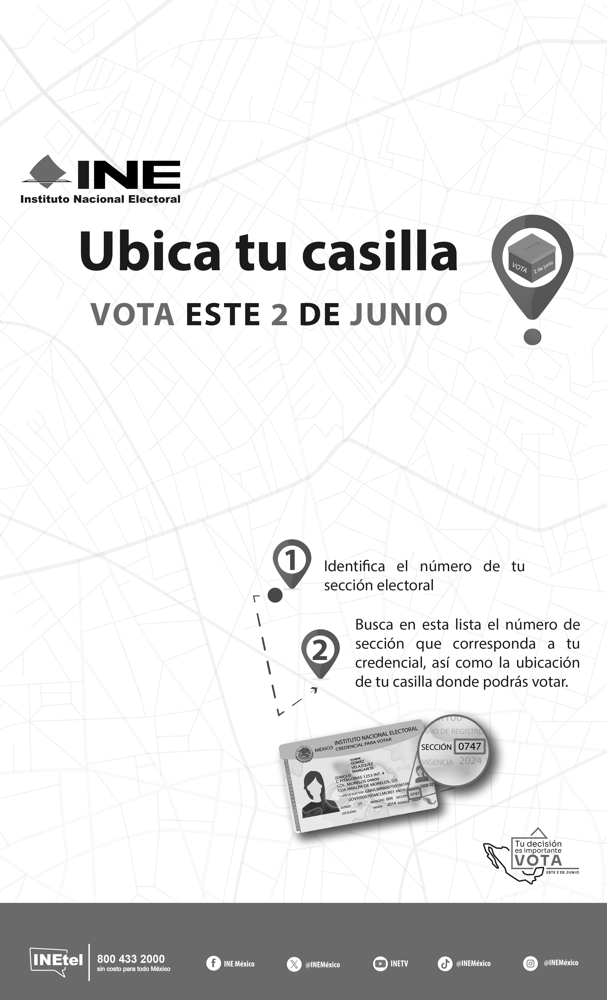 INE
Instituto Nacional Electoral
Ubica tu casilla
VOTA ESTE 2 DE JUNIO
VOTA
2 de junio
1
Identifica el número de tu
sección electoral
2
Busca en esta lista el número de
sección que corresponda a tu
credencial, así como la ubicación
de tu casilla donde podrás votar.
MÉXICO INSTITUTO NACIONAL ELECTORAL
CREDENCIAL PARA VOTAR
NOMBRE
GOMEZ
VELAZQUEZ
MARGARITA
DOMICILIO
C PITAGORAS 1253 INT. 4
COL. MORELOS 04800
CUAJIMALPA DE MORELOS, D.F.
CLAVE DE ELECTOR GMVLMR8007501M100
GOVM800705MCLMLR01 AÑO DE REGISTRO 2008 02
ESTADO 09 MUNICIPIO 004 SECCIÓN 0747
LOCALIDAD MISIÓN 2014 VIGENCIA 2024
INE
M100
AÑO DE REGISTRO
SECCIÓN 0747
VIGENCIA 2024
Tu decisión
es importante
VOTA
ESTE 2 DE JUNIO
INEtel
800 433 2000
sin costo para todo México
INE México
@INEMéxico
INETV
@INEMéxico
@INEMéxico